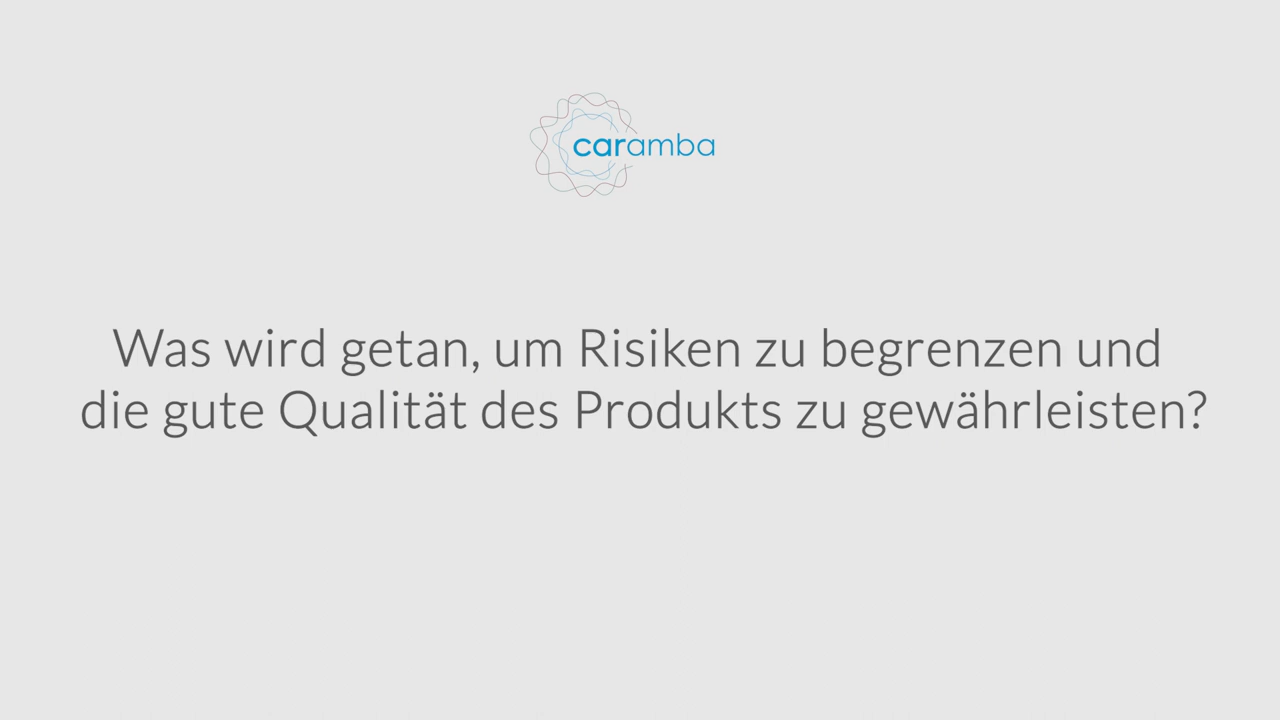 caramba
Was wird getan, um Risiken zu begrenzen und
die gute Qualität des Produkts zu gewährleisten?